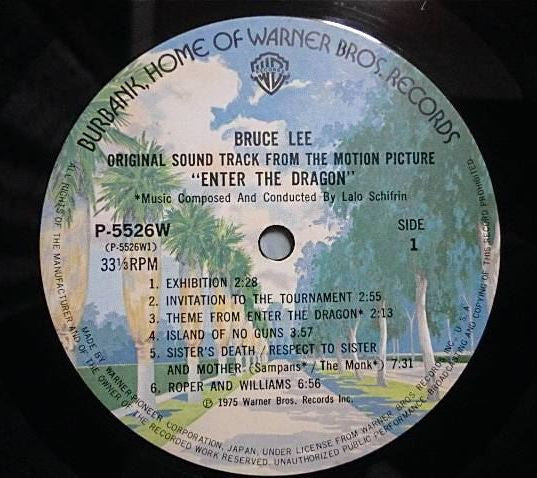 BURBANK, HOME OF WARNER BROS. RECORDS
BRUCE LEE
ORIGINAL SOUND TRACK FROM THE MOTION PICTURE
"ENTER THE DRAGON"
*Music Composed And Conducted By Lalo Schifrin
P-5526W
(P-5526W1)
33⅓RPM
SIDE
1
1. EXHIBITION 2:28
2. INVITATION TO THE TOURNAMENT 2:55
3. THEME FROM ENTER THE DRAGON* 2:13
4. ISLAND OF NO GUNS 3:57
5. SISTER'S DEATH / RESPECT TO SISTER
AND MOTHER (Sampans*/The Monk*) 7:31
6. ROPER AND WILLIAMS 6:56
Ⓟ 1975 Warner Bros. Records Inc.
MADE BY WARNER-PIONEER CORPORATION, JAPAN, UNDER LICENSE FROM WARNER BROS. RECORDS INC. U.S.A.
ALL RIGHTS OF THE MANUFACTURER AND OF THE OWNER OF THE RECORDED WORK RESERVED. UNAUTHORIZED PUBLIC BROADCASTING AND COPYING OF THIS RECORD PROHIBITED